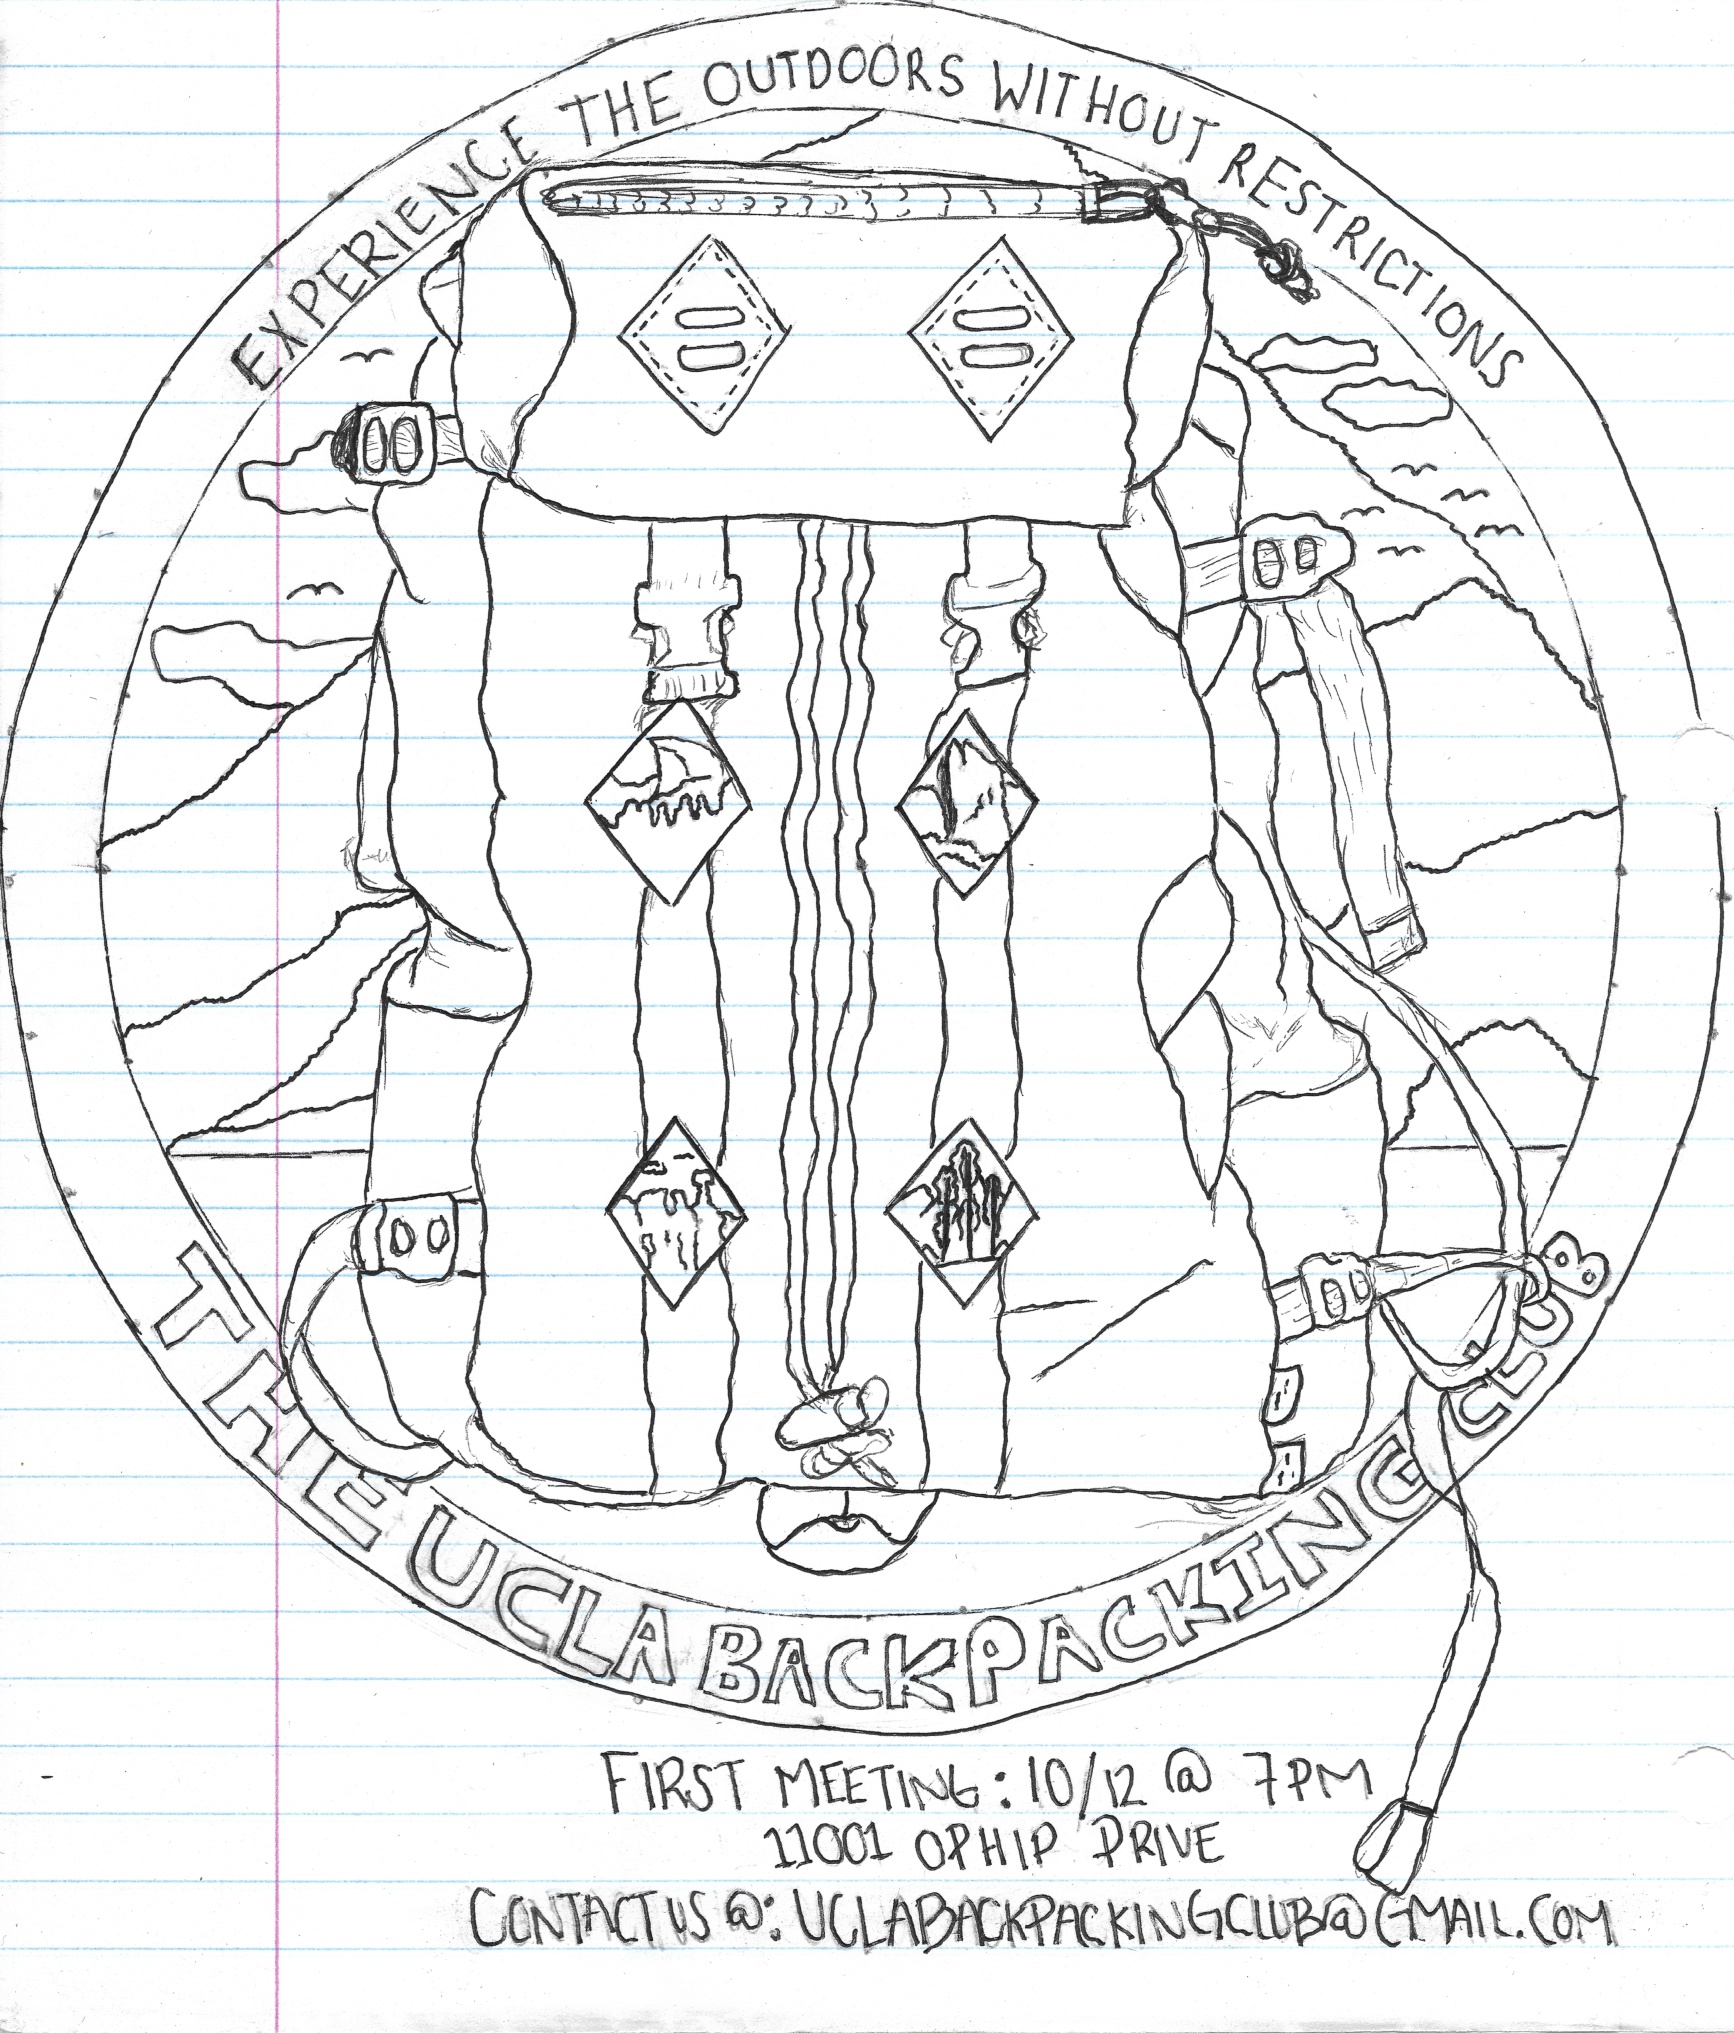 EXPERIENCE THE OUTDOORS WITHOUT RESTRICTIONS
THE UCLA BACKPACKING CLUB
FIRST MEETING: 10/12 @ 7PM
11001 OPHIP DRIVE
CONTACT US @: UCLABACKPACKINGCLUB@GMAIL.COM